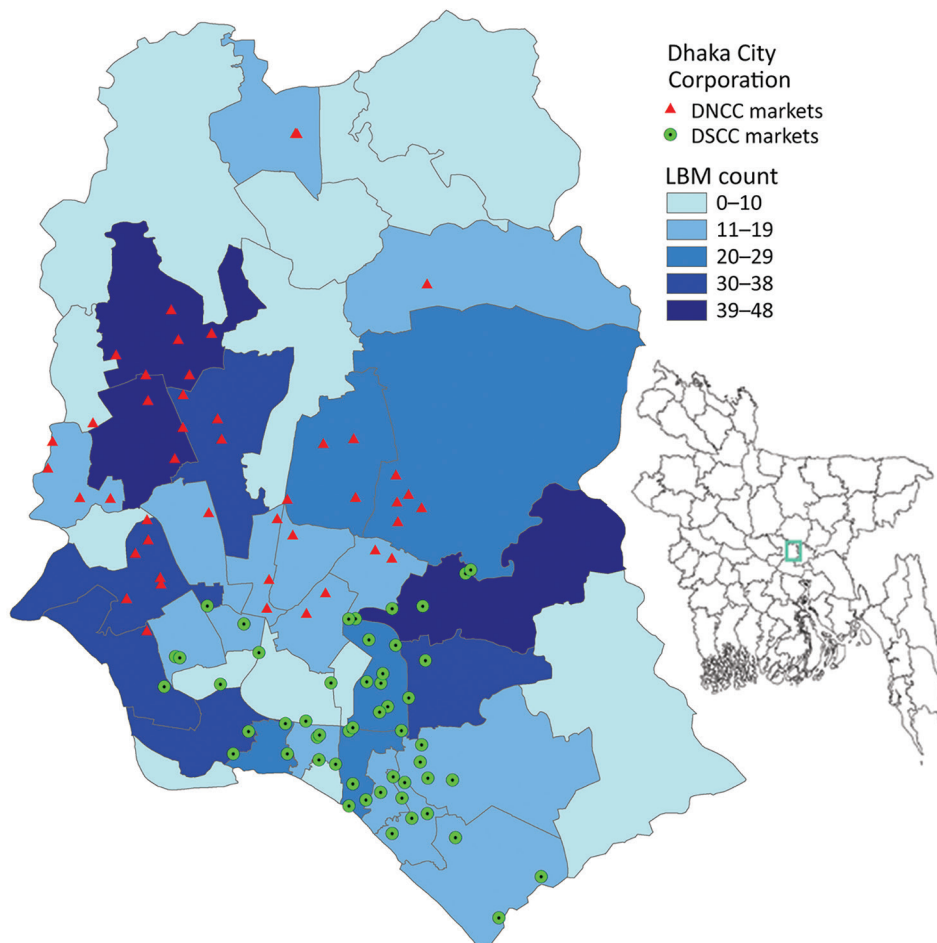 Dhaka City
Corporation
DNCC markets
DSCC markets
LBM count
0–10
11–19
20–29
30–38
39–48